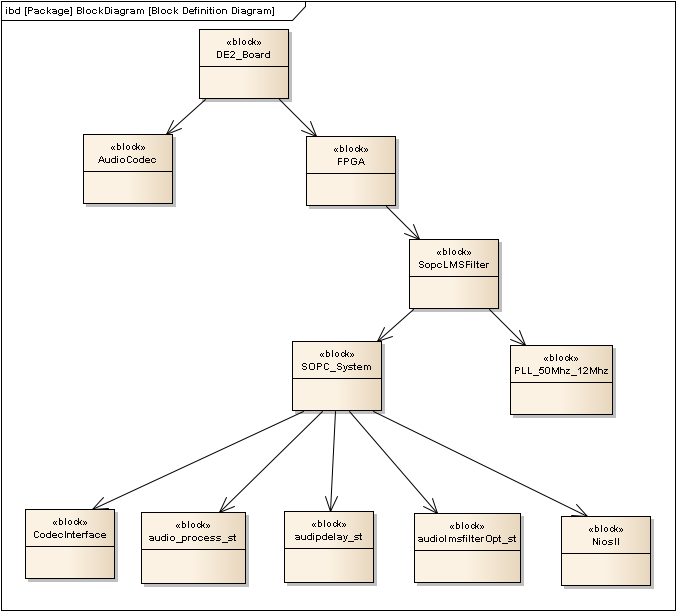 ibd [Package] BlockDiagram [Block Definition Diagram]
«block»
DE2_Board
«block»
AudioCodec
«block»
FPGA
«block»
SopcLMSFilter
«block»
SOPC_System
«block»
PLL_50Mhz_12Mhz
«block»
CodecInterface
«block»
audio_process_st
«block»
audipdelay_st
«block»
audiolmsfilterOpt_st
«block»
NiosII